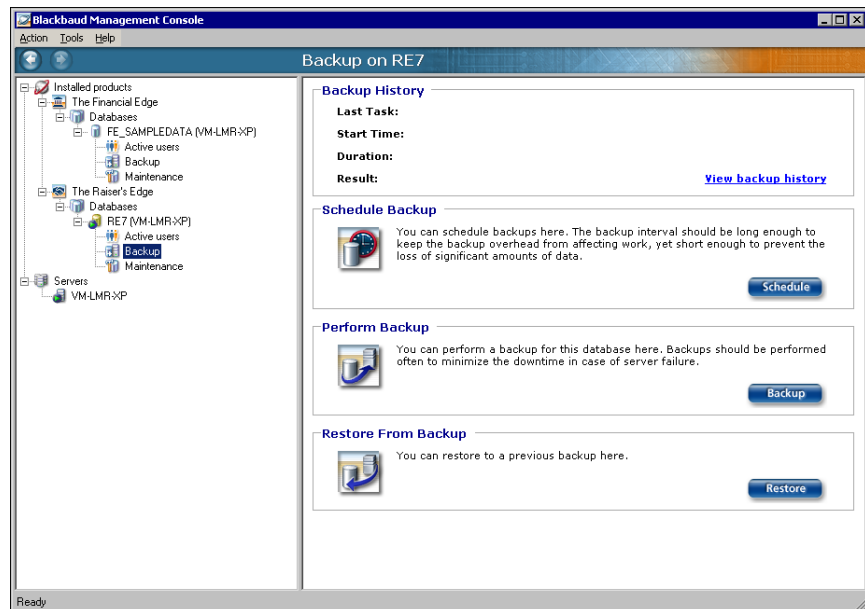 Blackbaud Management Console
Action Tools Help
Backup on RE7
Installed products
The Financial Edge
Databases
FE_SAMPLEDATA (VM-LMR-XP)
Active users
Backup
Maintenance
The Raiser's Edge
Databases
RE7 (VM-LMR-XP)
Active users
Backup
Maintenance
Servers
VM-LMR-XP
Backup History
Last Task:
Start Time:
Duration:
Result:
View backup history
Schedule Backup
You can schedule backups here. The backup interval should be long enough to
keep the backup overhead from affecting work, yet short enough to prevent the
loss of significant amounts of data.
Schedule
Perform Backup
You can perform a backup for this database here. Backups should be performed
often to minimize the downtime in case of server failure.
Backup
Restore From Backup
You can restore to a previous backup here.
Restore
Ready